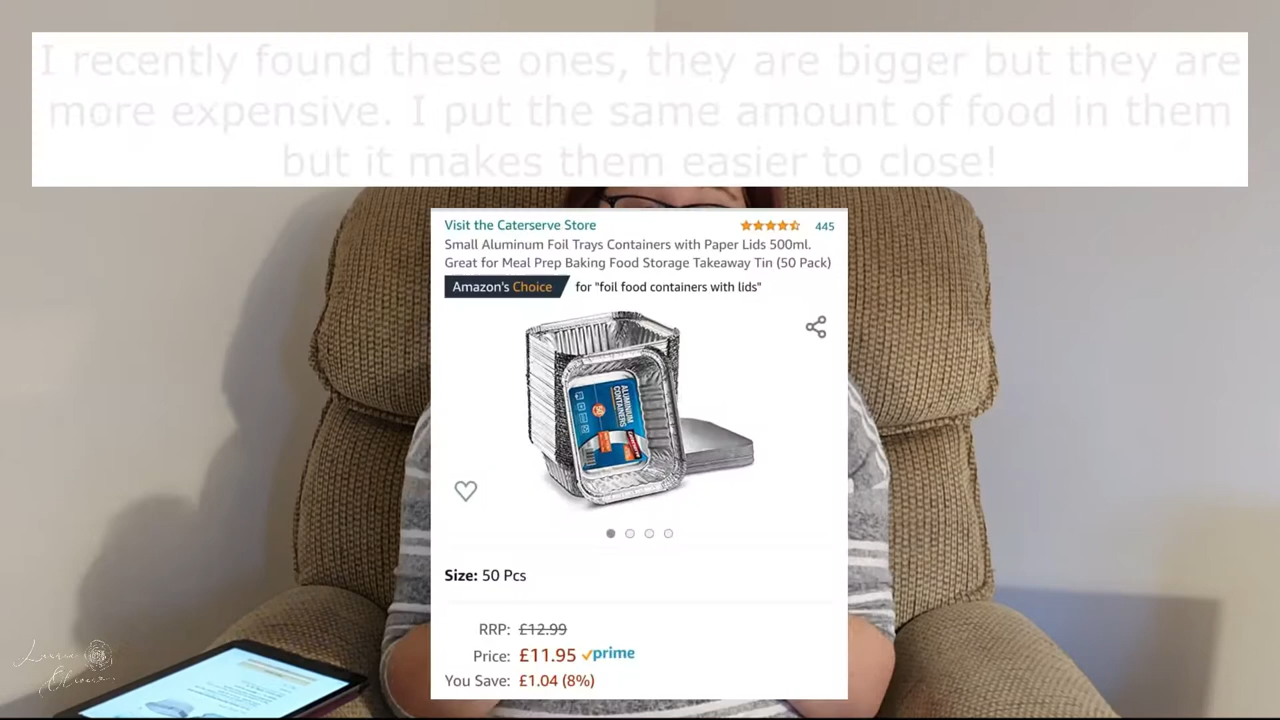 I recently found these ones, they are bigger but they are
more expensive. I put the same amount of food in them
but it makes them easier to close!
Visit the Caterserve Store
445
Small Aluminum Foil Trays Containers with Paper Lids 500ml.
Great for Meal Prep Baking Food Storage Takeaway Tin (50 Pack)
Amazon's Choice for "foil food containers with lids"
ALUMINIUM
CONTAINERS
Size: 50 Pcs
RRP: £12.99
Price: £11.95 prime
You Save: £1.04 (8%)